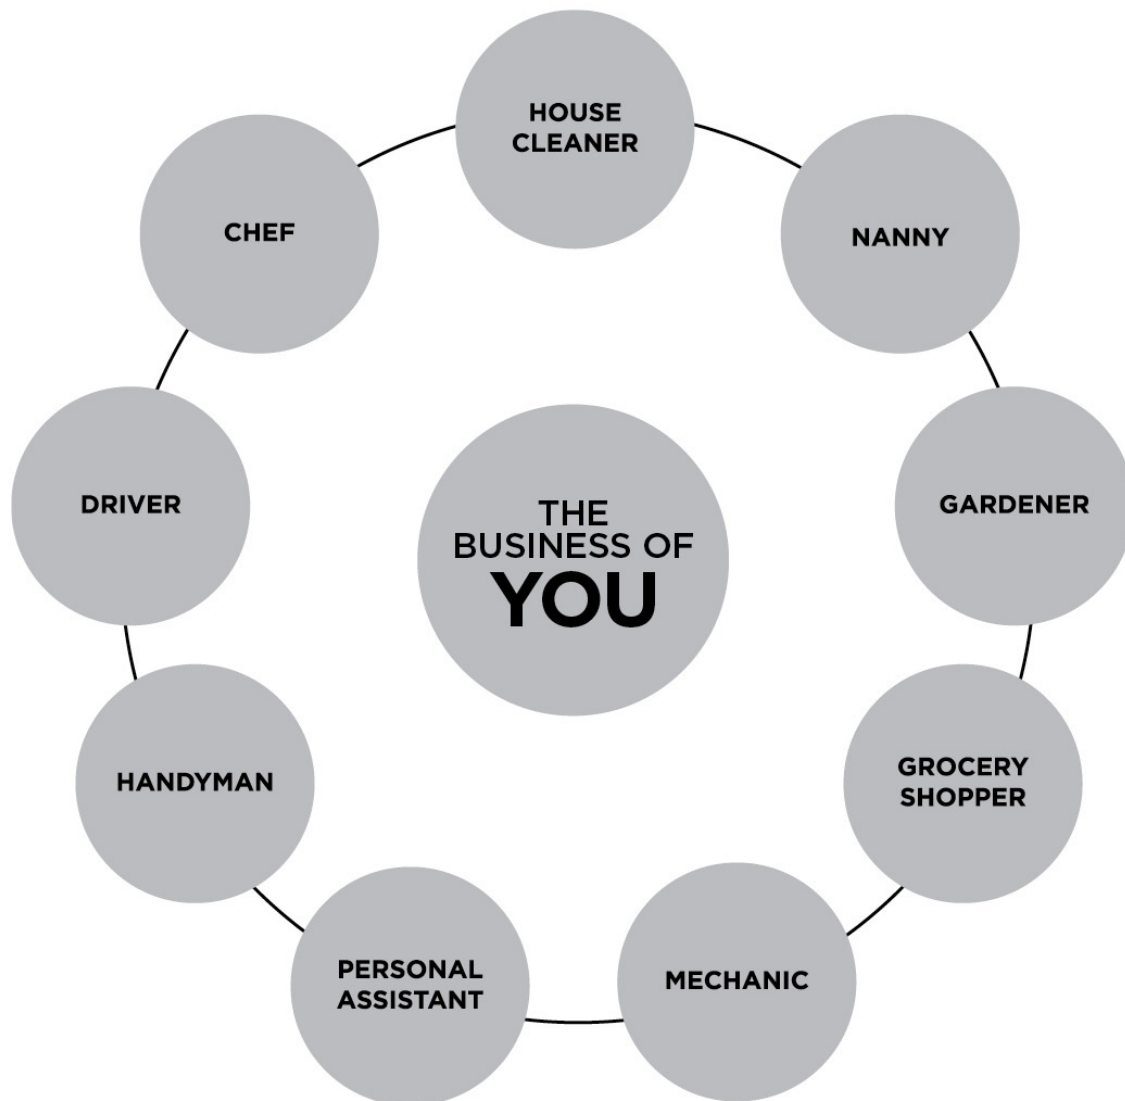 HOUSE
CLEANER
NANNY
GARDENER
GROCERY
SHOPPER
MECHANIC
PERSONAL
ASSISTANT
HANDYMAN
DRIVER
CHEF
THE
BUSINESS OF
YOU